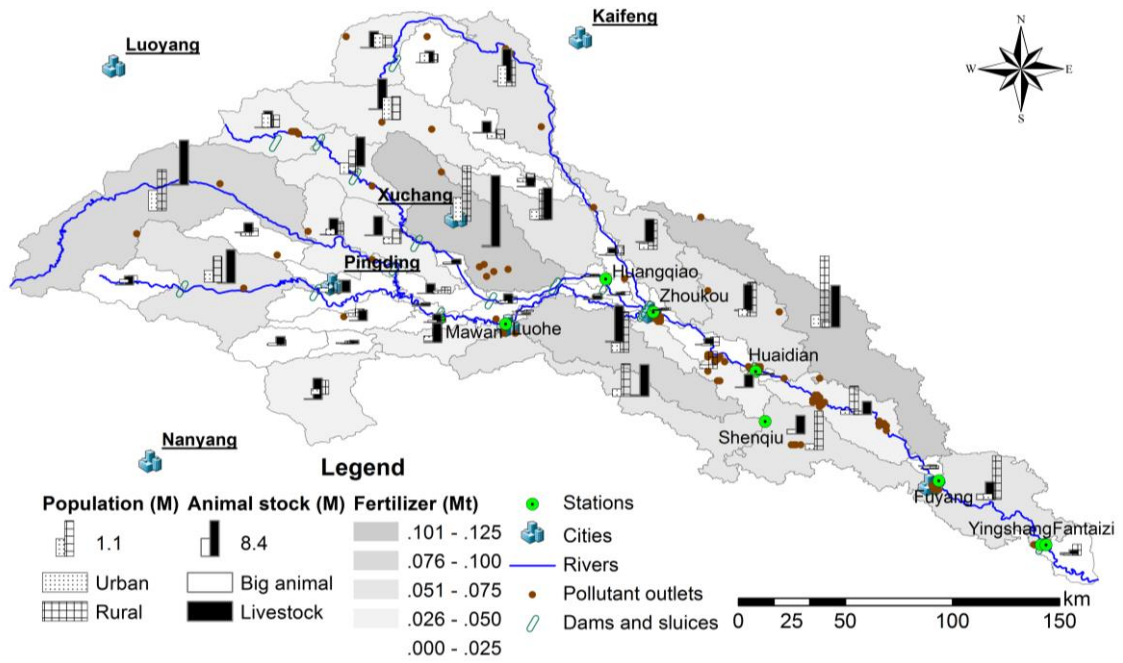 Kaifeng
Luoyang
N
W E
S
Xuchang
Pingding
Huangqiao
Zhoukou
Mawan Luohe
Huaidian
Shenqiu
Nanyang
Fuyang
YingshangFantaizi
Legend
Population (M) Animal stock (M) Fertilizer (Mt)
1.1 8.4
Urban Big animal
Rural Livestock
.101 - .125
.076 - .100
.051 - .075
.026 - .050
.000 - .025
Stations
Cities
Rivers
Pollutant outlets
Dams and sluices
km
0 25 50 100 150